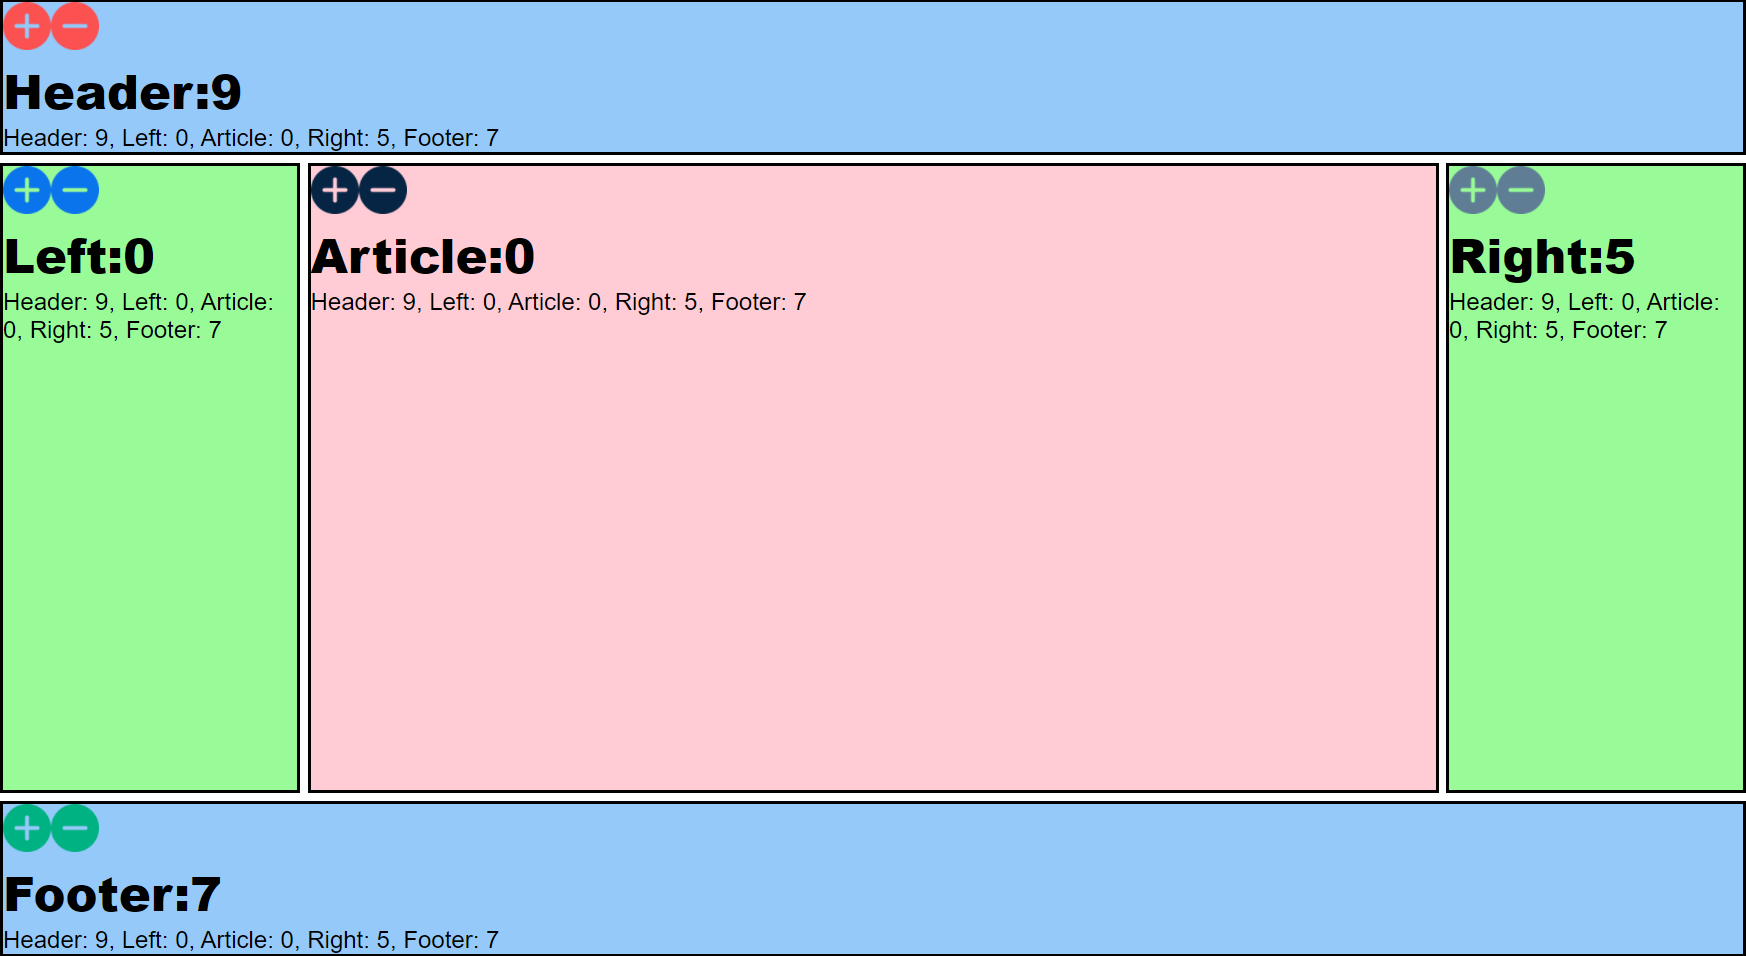 Header:9
Header: 9, Left: 0, Article: 0, Right: 5, Footer: 7
Left:0
Header: 9, Left: 0, Article:
0, Right: 5, Footer: 7
Article:0
Header: 9, Left: 0, Article: 0, Right: 5, Footer: 7
Right:5
Header: 9, Left: 0, Article:
0, Right: 5, Footer: 7
Footer:7
Header: 9, Left: 0, Article: 0, Right: 5, Footer: 7